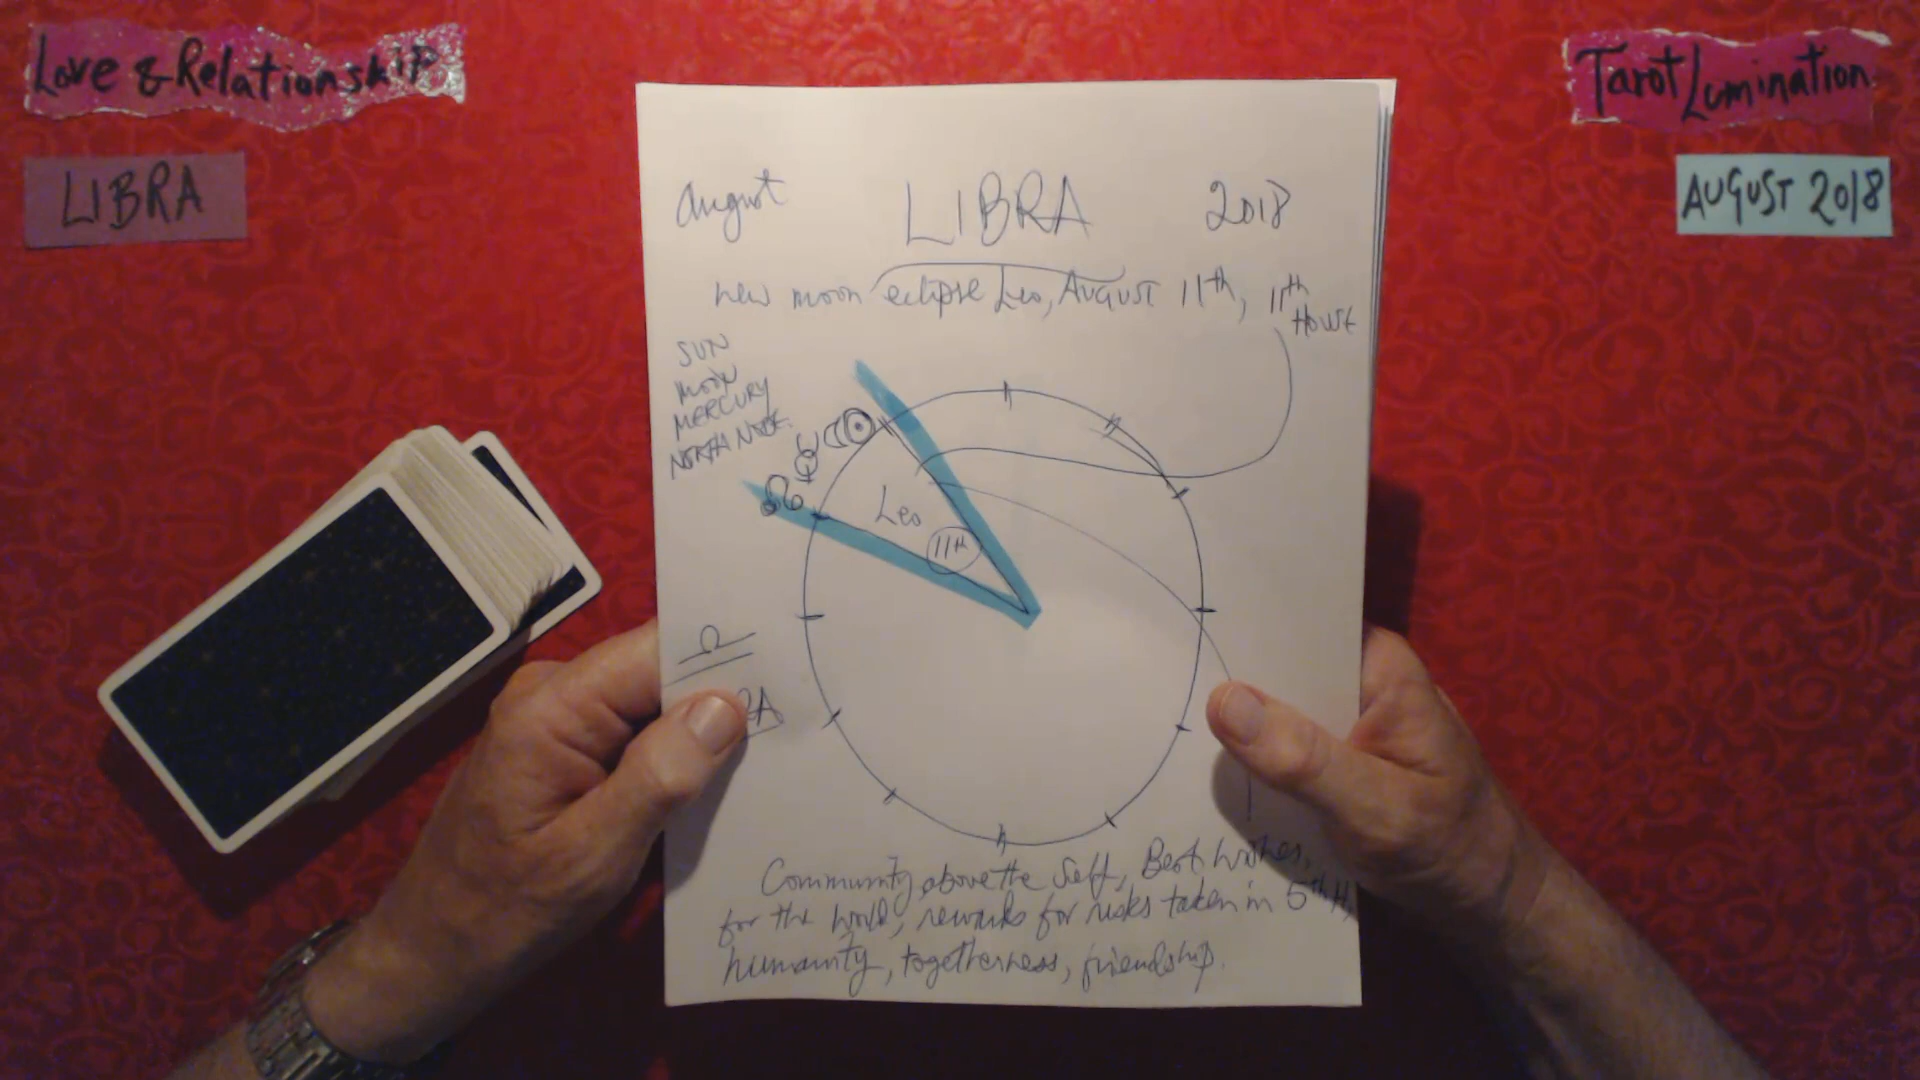 Love & Relationship
LIBRA
Tarot Lumination
AUGUST 2018
August LIBRA 2018
new moon eclipse Leo, AUGUST 11th, 11th
House
SUN
MOON
MERCURY
NORTH NODE
Leo
11H
♎
RA
Community above the Self, Best wishes,
for the world, rewards for risks taken in 5th H,
humanity, togetherness, friendship.